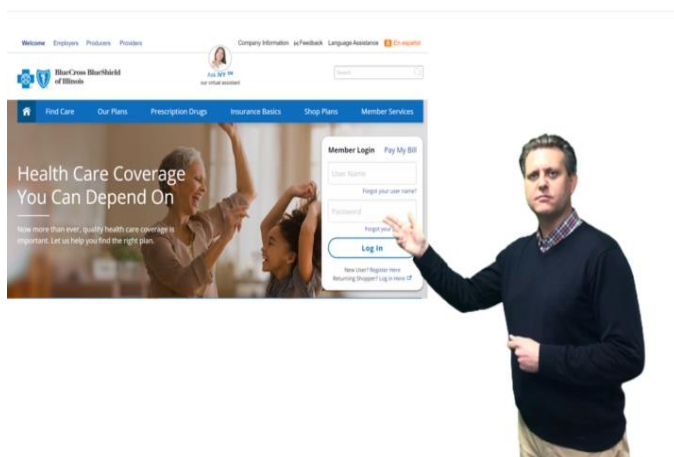 Welcome Employers Producers Providers
Company Information Feedback Language Assistance En español
BlueCross BlueShield
of Illinois
Ask IVY SM
our virtual assistant
Search
Find Care Our Plans Prescription Drugs Insurance Basics Shop Plans Member Services
Health Care Coverage
You Can Depend On
Now more than ever, quality health care coverage is
important. Let us help you find the right plan.
Member Login Pay My Bill
User Name
Forgot your user name?
Password
Forgot your
Log In
New User? Register Here
Returning Shopper? Log in Here